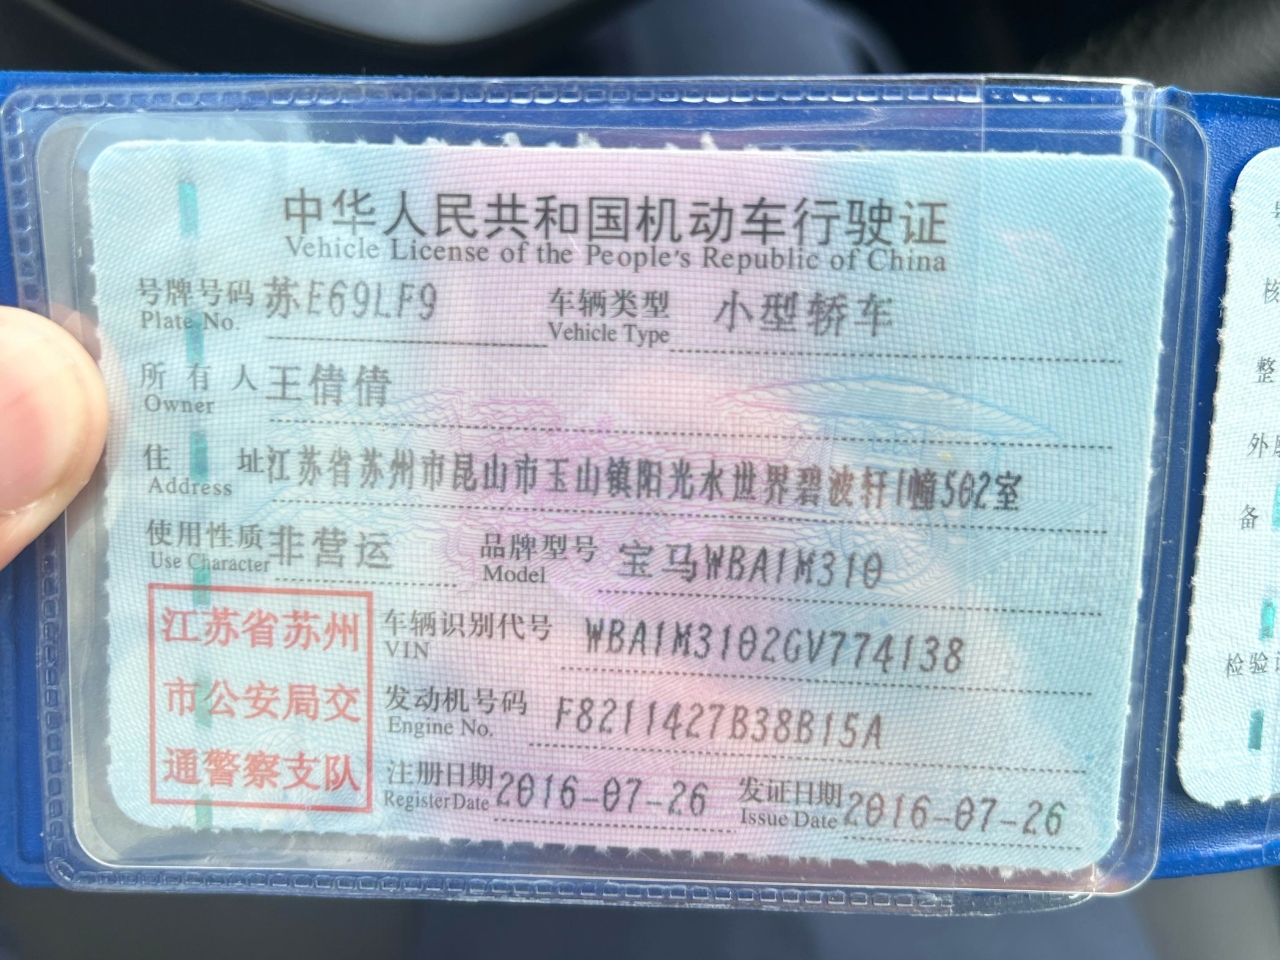 中华人民共和国机动车行驶证
Vehicle License of the People's Republic of China
号牌号码 苏E69LF9 车辆类型 小型轿车
Plate No. Vehicle Type
所有人 王倩倩
Owner
住址 江苏省苏州市昆山市玉山镇阳光水世界碧波轩1幢502室
Address
使用性质 非营运 品牌型号 宝马WBA1M310
Use Character Model
江苏省苏州
市公安局交
通警察支队
车辆识别代号 WBA1M3102GV774138
VIN
发动机号码 F8211427B38B15A
Engine No.
注册日期 2016-07-26 发证日期 2016-07-26
Register Date Issue Date
核
整
外
备
检验